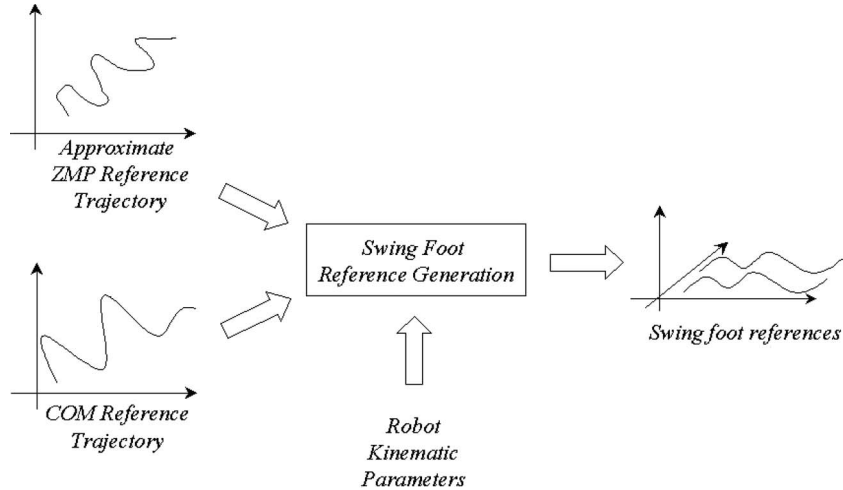 Approximate
ZMP Reference
Trajectory
COM Reference
Trajectory
Swing Foot
Reference Generation
Robot
Kinematic
Parameters
Swing foot references